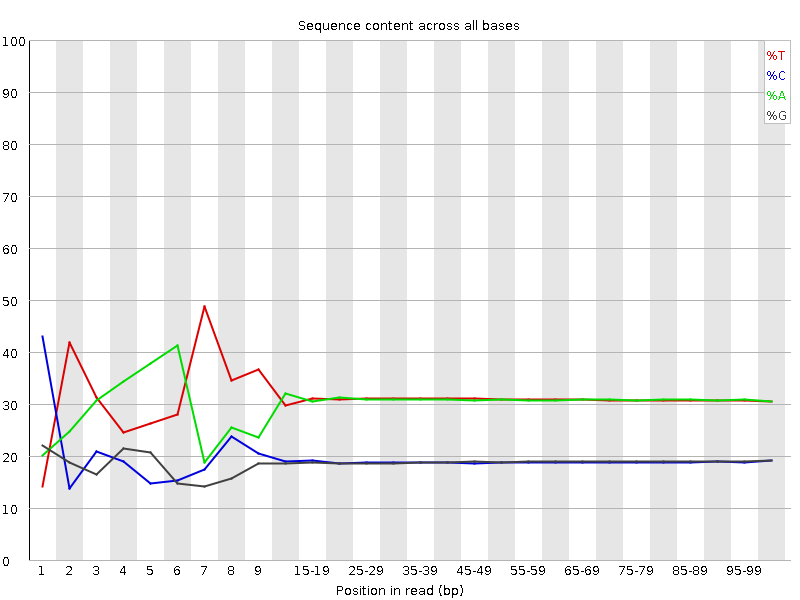 Sequence content across all bases
100
90
80
70
60
50
40
30
20
10
0
%T
%C
%A
%G
1 2 3 4 5 6 7 8 9 15-19 25-29 35-39 45-49 55-59 65-69 75-79 85-89 95-99
Position in read (bp)